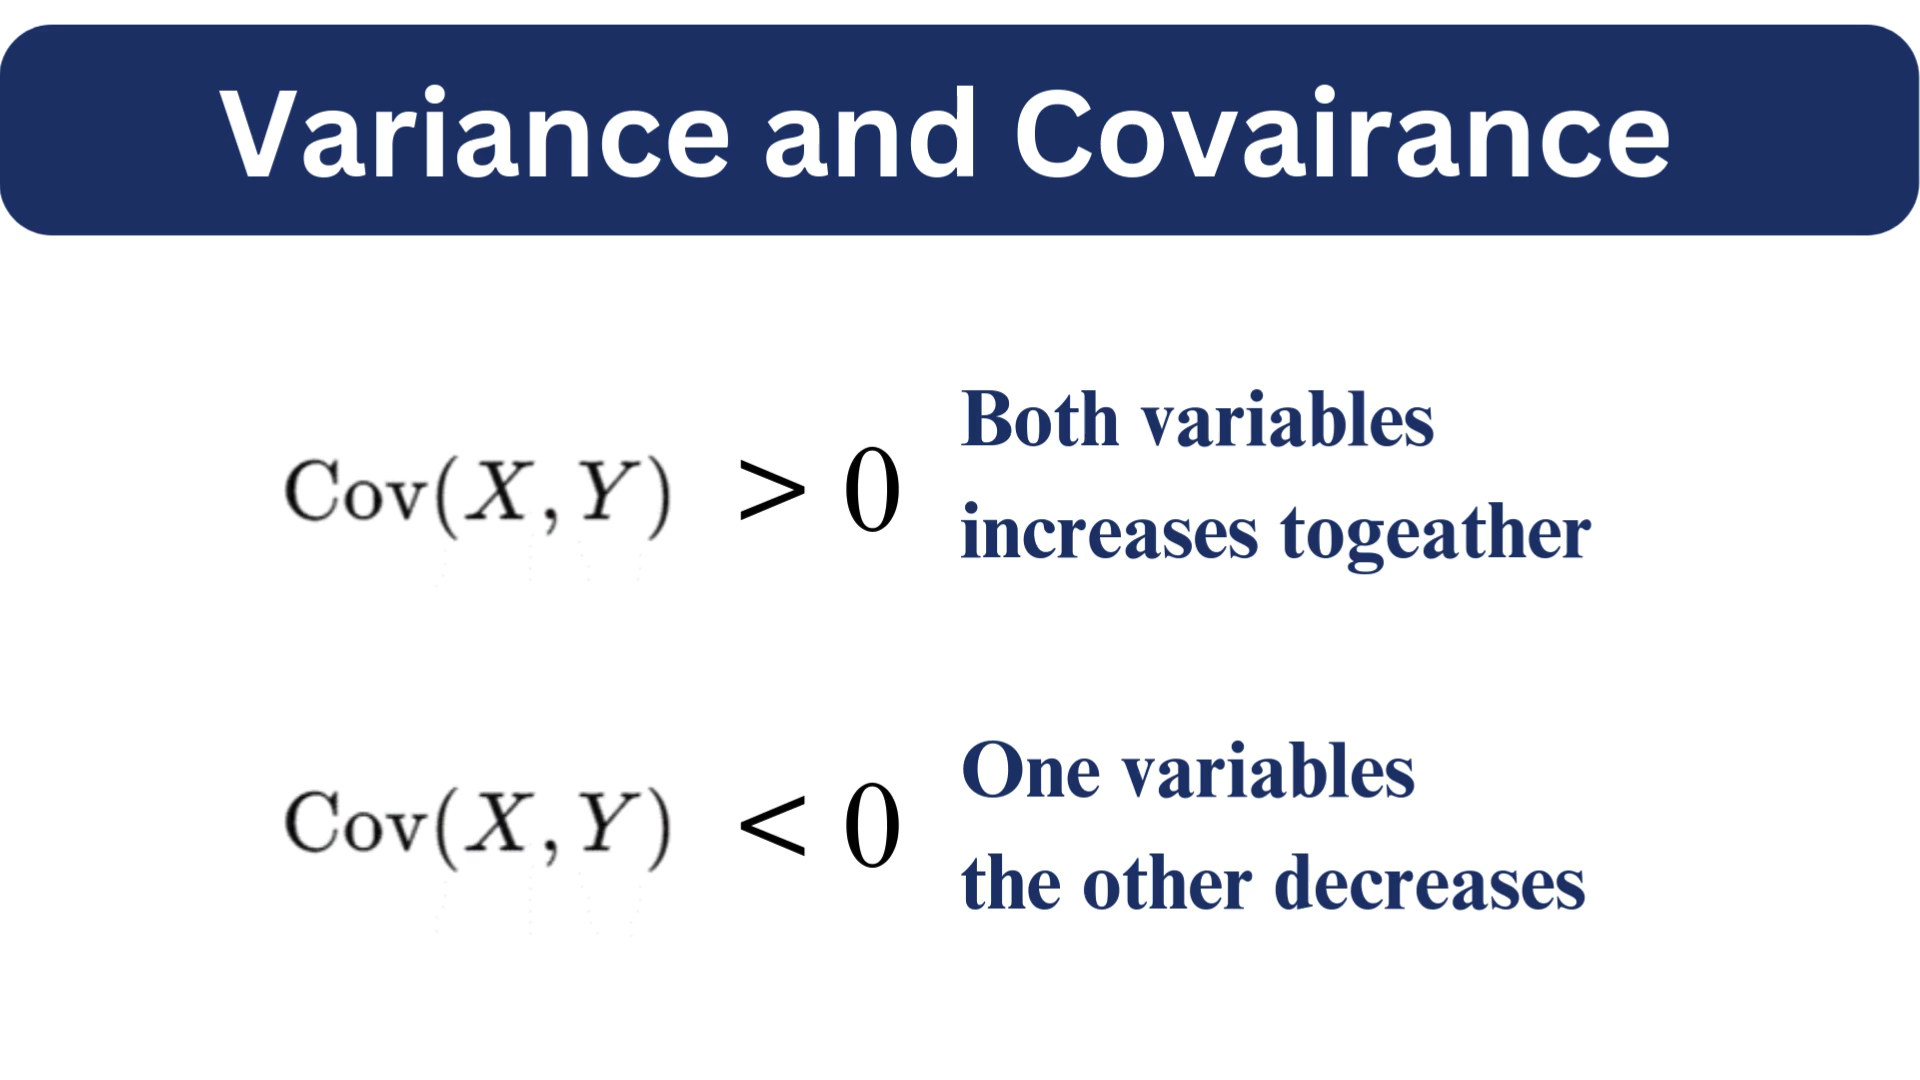 Variance and Covairance
Cov(X, Y) > 0
Both variables
increases togeather
Cov(X, Y) < 0
One variables
the other decreases